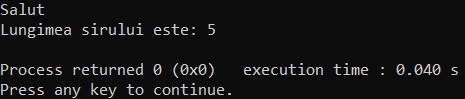 Salut
Lungimea sirului este: 5
Process returned 0 (0x0)   execution time : 0.040 s
Press any key to continue.